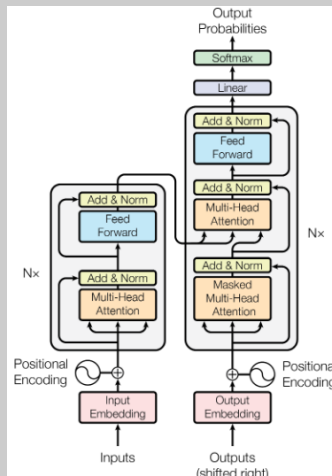 Output
Probabilities
Softmax
Linear
Add & Norm
Feed
Forward
Add & Norm
Multi-Head
Attention
Add & Norm
Masked
Multi-Head
Attention
Nx
Positional
Encoding
Output
Embedding
Outputs
(shifted right)
Add & Norm
Feed
Forward
Add & Norm
Multi-Head
Attention
Nx
Positional
Encoding
Input
Embedding
Inputs